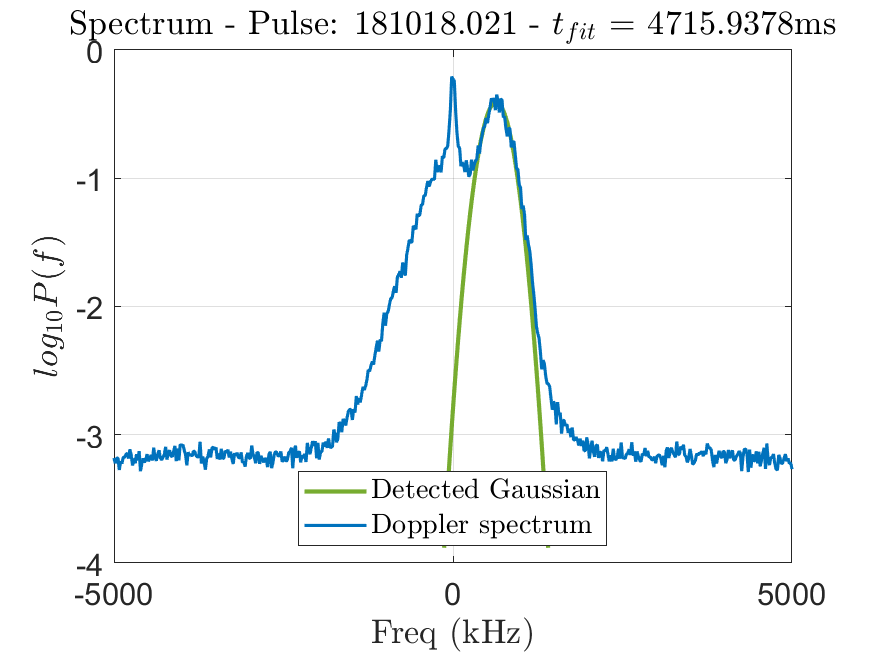 Spectrum - Pulse: 181018.021 - t_fit = 4715.9378ms
0
-1
-2
-3
-4
log10P(f)
Detected Gaussian
Doppler spectrum
-5000 0 5000
Freq (kHz)